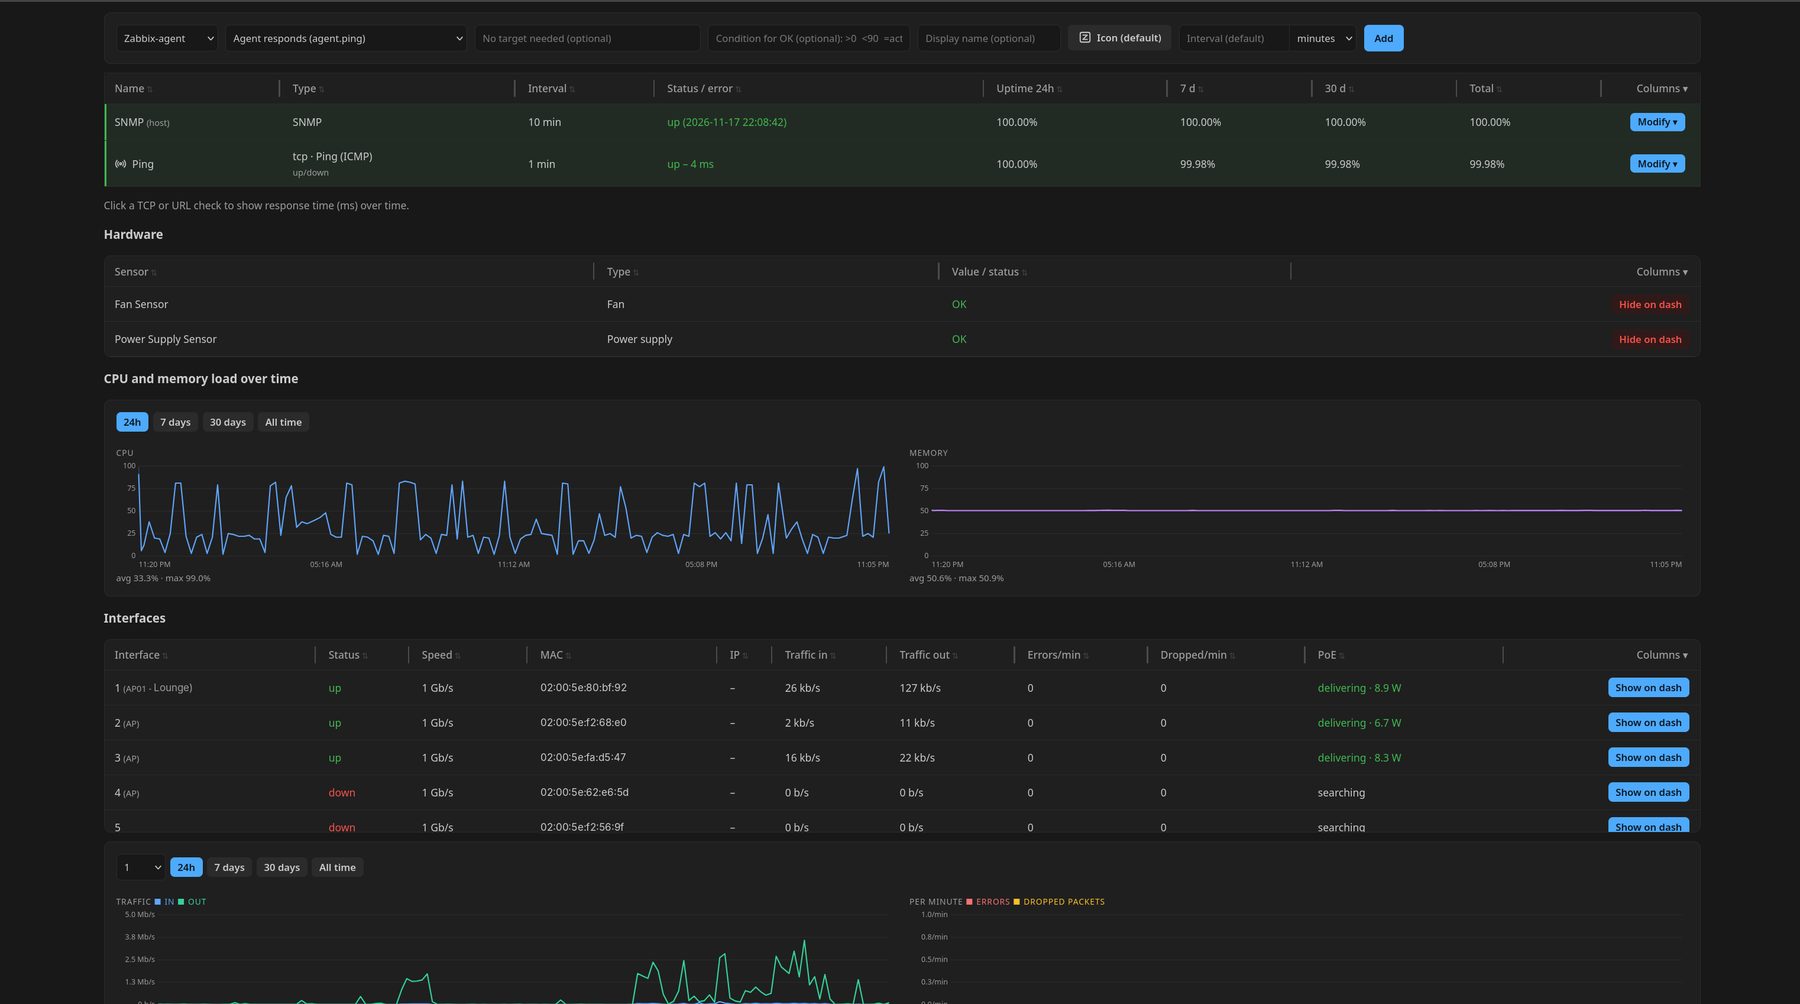 Zabbix-agent Agent responds (agent.ping) No target needed (optional) Condition for OK (optional): >0 <90 =act Display name (optional) Icon (default) Interval (default) minutes Add
Name Type Interval Status / error Uptime 24h 7 d 30 d Total Columns ▾
SNMP (host) SNMP 10 min up (2026-11-17 22:08:42) 100.00% 100.00% 100.00% 100.00% Modify ▾
Ping tcp · Ping (ICMP) 1 min up – 4 ms 100.00% 99.98% 99.98% 99.98% Modify ▾
up/down
Click a TCP or URL check to show response time (ms) over time.
Hardware
Sensor Type Value / status Columns ▾
Fan Sensor Fan OK Hide on dash
Power Supply Sensor Power supply OK Hide on dash
CPU and memory load over time
24h 7 days 30 days All time
CPU
100
75
50
25
0
11:20 PM 05:16 AM 11:12 AM 05:08 PM 11:05 PM
avg 33.3% · max 99.0%
MEMORY
100
75
50
25
0
11:20 PM 05:16 AM 11:12 AM 05:08 PM 11:05 PM
avg 50.6% · max 50.9%
Interfaces
Interface Status Speed MAC IP Traffic in Traffic out Errors/min Dropped/min PoE Columns ▾
1 (AP01 - Lounge) up 1 Gb/s 02:00:5e:80:bf:92 – 26 kb/s 127 kb/s 0 0 delivering · 8.9 W Show on dash
2 (AP) up 1 Gb/s 02:00:5e:f2:68:e0 – 2 kb/s 11 kb/s 0 0 delivering · 6.7 W Show on dash
3 (AP) up 1 Gb/s 02:00:5e:fa:d5:47 – 16 kb/s 22 kb/s 0 0 delivering · 8.3 W Show on dash
4 (AP) down 1 Gb/s 02:00:5e:62:e6:5d – 0 b/s 0 b/s 0 0 searching Show on dash
5 down 1 Gb/s 02:00:5e:f2:56:9f – 0 b/s 0 b/s 0 0 searching Show on dash
1 24h 7 days 30 days All time
TRAFFIC IN OUT
5.0 Mb/s
3.8 Mb/s
2.5 Mb/s
1.3 Mb/s
PER MINUTE ERRORS DROPPED PACKETS
1.0/min
0.8/min
0.5/min
0.3/min